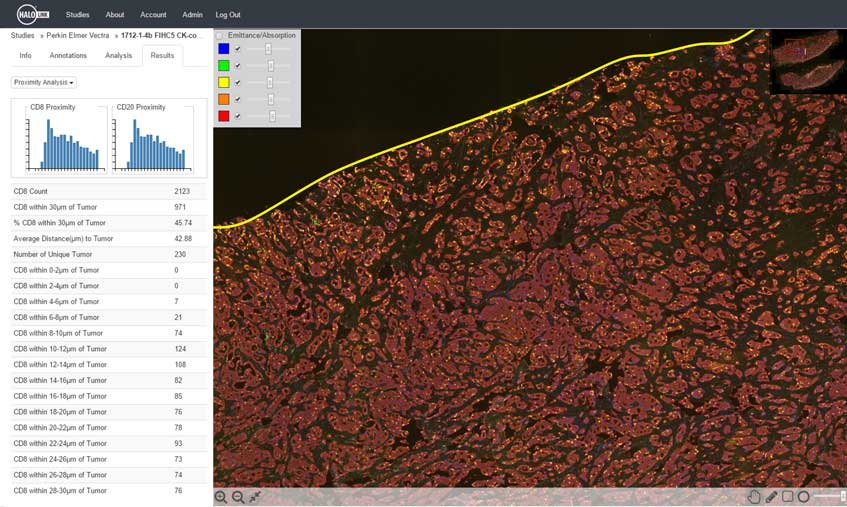 HALO LINK Studies About Account Admin Log Out
Studies » Perkin Elmer Vectra » 1712-1-4b FIHC5 CK-co...
Info Annotations Analysis Results
Proximity Analysis
CD8 Proximity CD20 Proximity
CD8 Count 2123
CD8 within 30µm of Tumor 971
% CD8 within 30µm of Tumor 45.74
Average Distance(µm) to Tumor 42.88
Number of Unique Tumor 230
CD8 within 0-2µm of Tumor 0
CD8 within 2-4µm of Tumor 0
CD8 within 4-6µm of Tumor 7
CD8 within 6-8µm of Tumor 21
CD8 within 8-10µm of Tumor 74
CD8 within 10-12µm of Tumor 124
CD8 within 12-14µm of Tumor 108
CD8 within 14-16µm of Tumor 82
CD8 within 16-18µm of Tumor 85
CD8 within 18-20µm of Tumor 76
CD8 within 20-22µm of Tumor 78
CD8 within 22-24µm of Tumor 93
CD8 within 24-26µm of Tumor 73
CD8 within 26-28µm of Tumor 74
CD8 within 28-30µm of Tumor 76
Emittance/Absorption